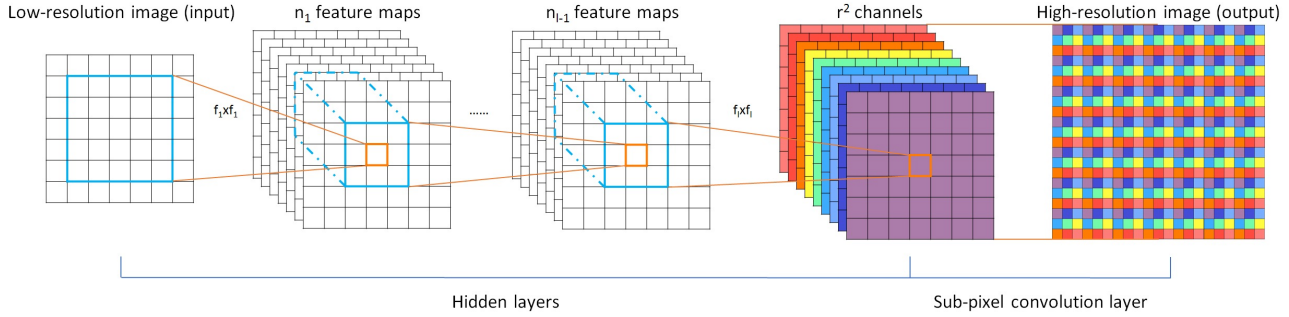 Low-resolution image (input)
n₁ feature maps
nₗ₋₁ feature maps
r² channels
High-resolution image (output)
f₁xf₁
......
fₗxfₗ
Hidden layers
Sub-pixel convolution layer